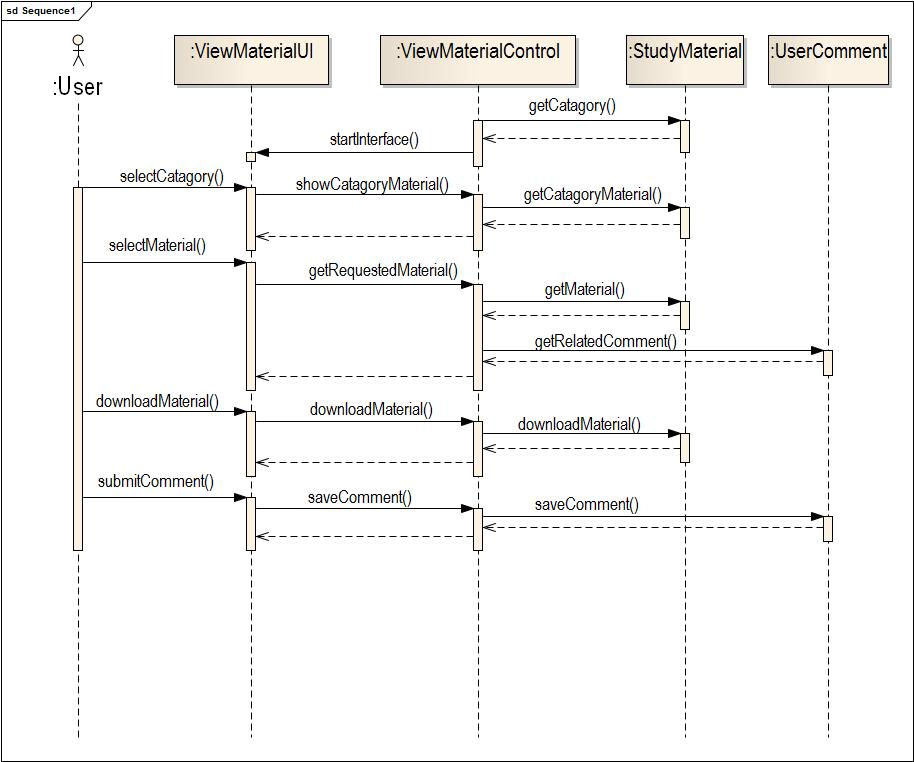 sd Sequence1
:User
:ViewMaterialUI
:ViewMaterialControl
:StudyMaterial
:UserComment
getCatagory()
startInterface()
selectCatagory()
showCatagoryMaterial()
getCatagoryMaterial()
selectMaterial()
getRequestedMaterial()
getMaterial()
getRelatedComment()
downloadMaterial()
downloadMaterial()
downloadMaterial()
submitComment()
saveComment()
saveComment()